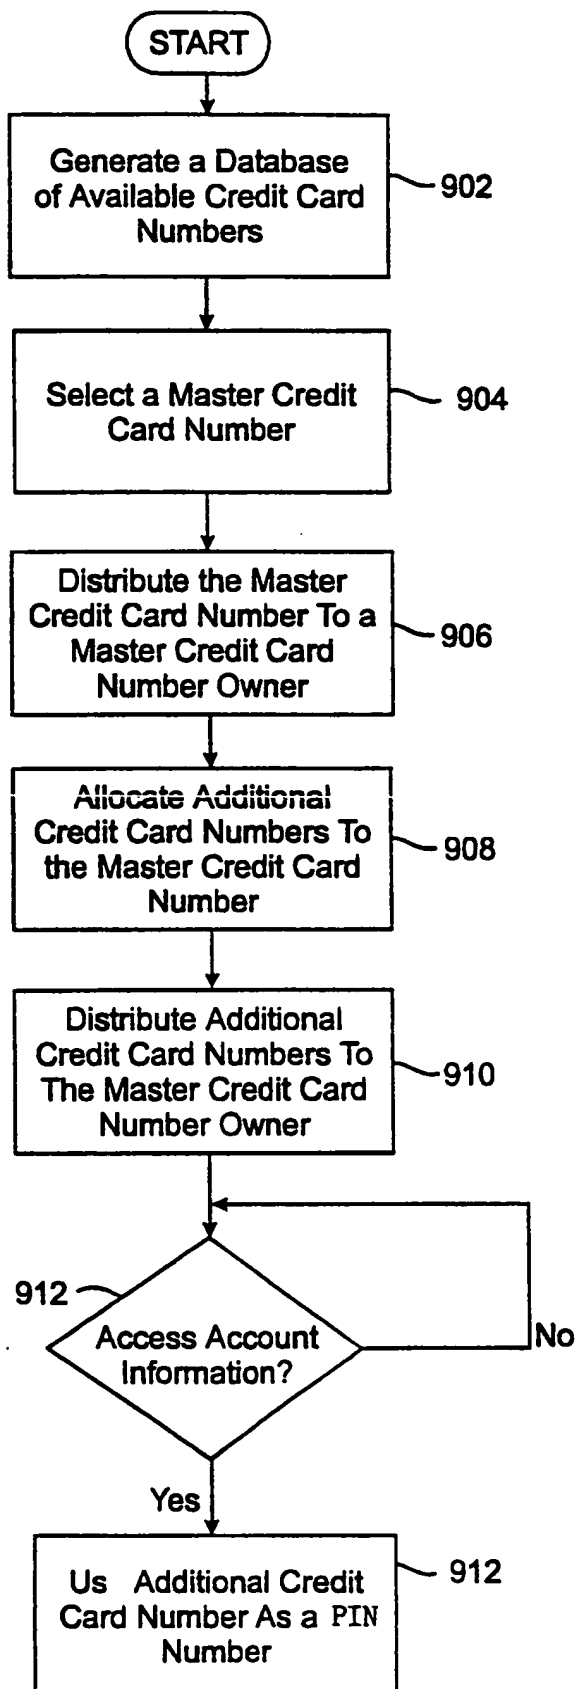 START
Generate a Database
of Available Credit Card
Numbers
902
Select a Master Credit
Card Number
904
Distribute the Master
Credit Card Number To a
Master Credit Card
Number Owner
906
Allocate Additional
Credit Card Numbers To
the Master Credit Card
Number
908
Distribute Additional
Credit Card Numbers To
The Master Credit Card
Number Owner
910
912
Access Account
Information?
No
Yes
Us Additional Credit
Card Number As a PIN
Number
912